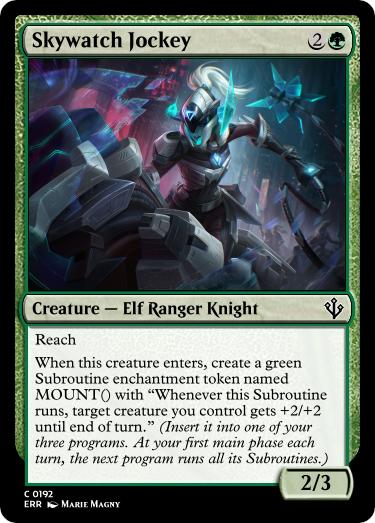 Skywatch Jockey 2
Creature — Elf Ranger Knight
Reach
When this creature enters, create a green
Subroutine enchantment token named
MOUNT() with “Whenever this Subroutine
runs, target creature you control gets +2/+2
until end of turn.” (Insert it into one of your
three programs. At your first main phase each
turn, the next program runs all its Subroutines.)
2/3
C 0192
ERR Marie Magny